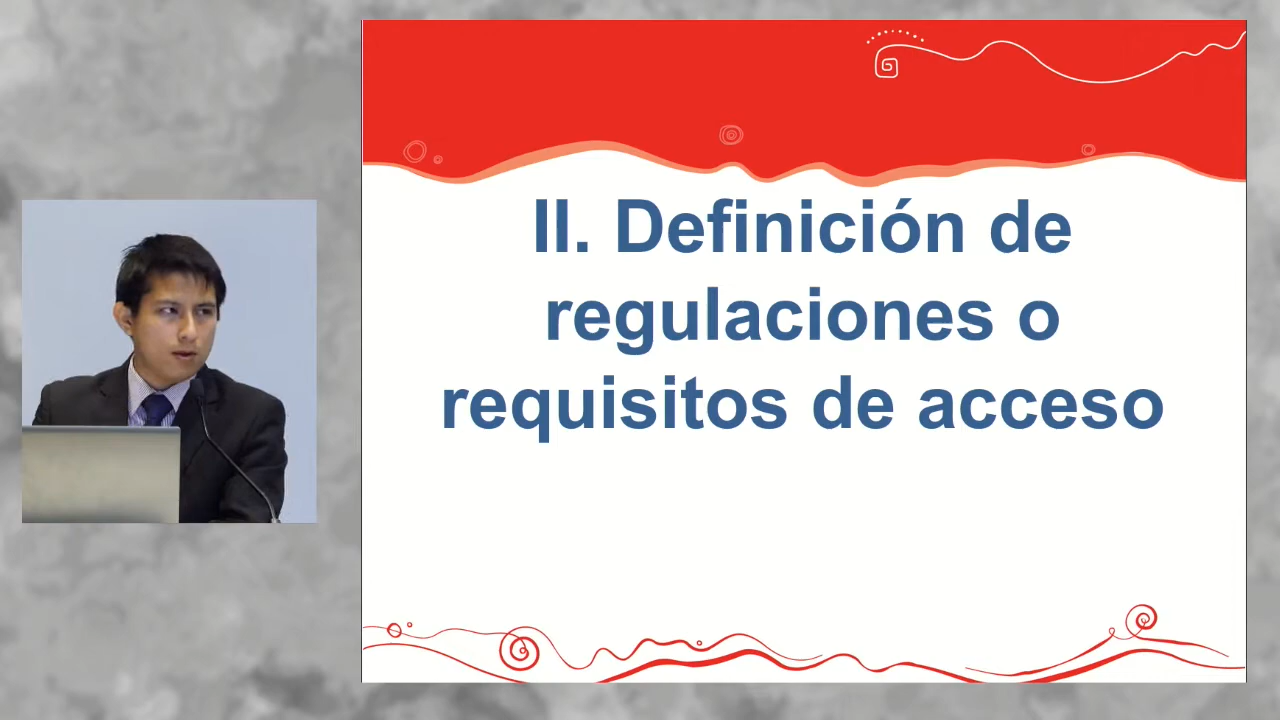 II. Definición de
regulaciones o
requisitos de acceso